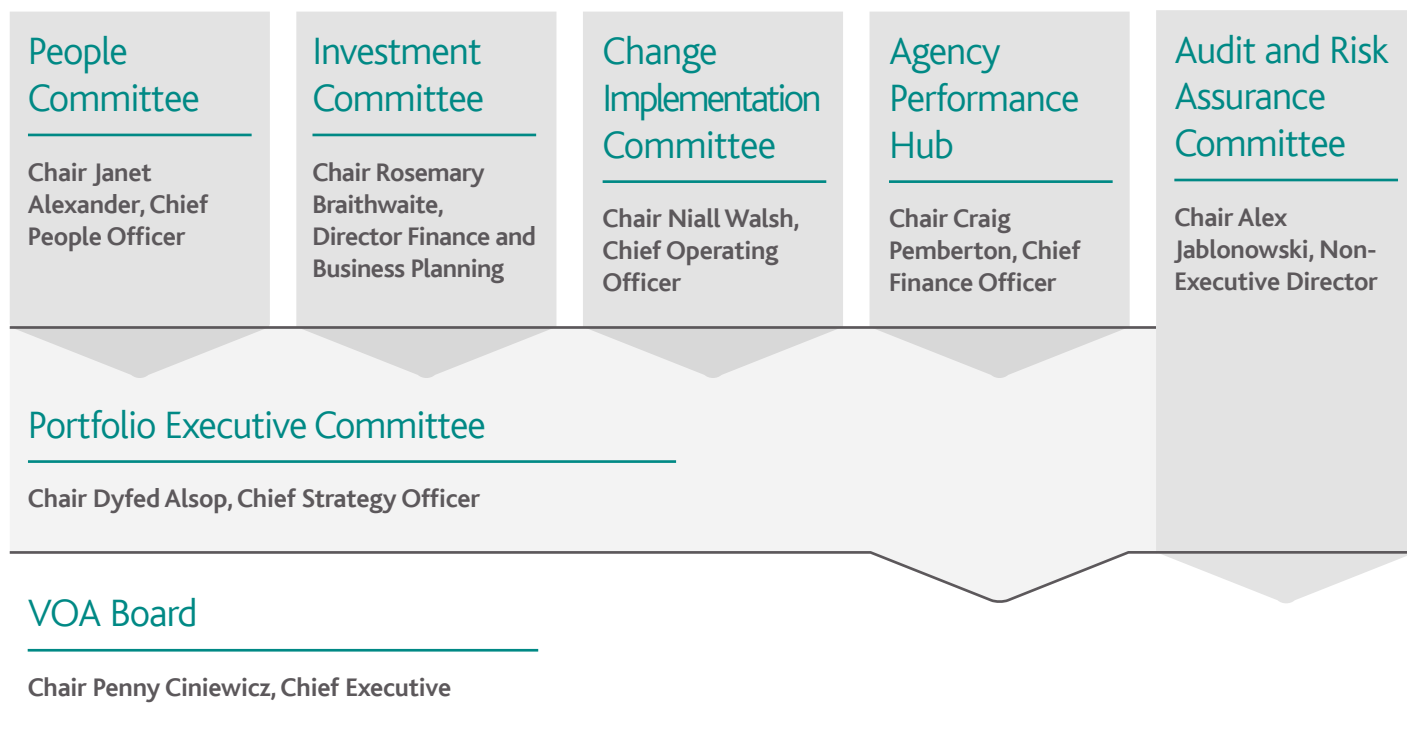 People
Committee
Chair Janet
Alexander, Chief
People Officer
Investment
Committee
Chair Rosemary
Braithwaite,
Director Finance and
Business Planning
Change
Implementation
Committee
Chair Niall Walsh,
Chief Operating
Officer
Agency
Performance
Hub
Chair Craig
Pemberton, Chief
Finance Officer
Audit and Risk
Assurance
Committee
Chair Alex
Jablonowski, Non-
Executive Director
Portfolio Executive Committee
Chair Dyfed Alsop, Chief Strategy Officer
VOA Board
Chair Penny Ciniewicz, Chief Executive